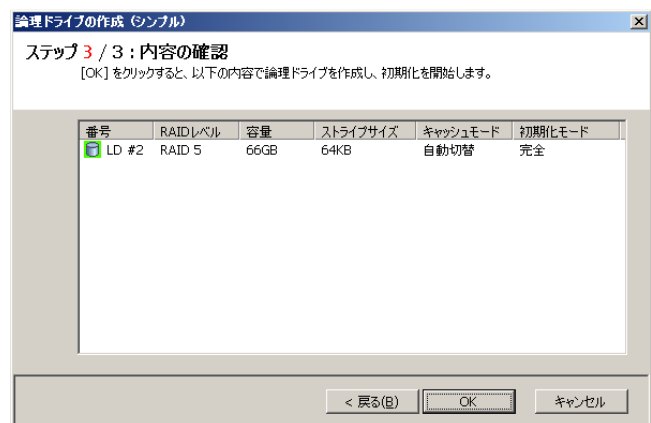 論理ドライブの作成 (シンプル)
ステップ 3 / 3 : 内容の確認
[OK] をクリックすると、以下の内容で論理ドライブを作成し、初期化を開始します。
番号 RAIDレベル 容量 ストライプサイズ キャッシュモード 初期化モード
LD #2 RAID 5 66GB 64KB 自動切替 完全
< 戻る(B) OK キャンセル